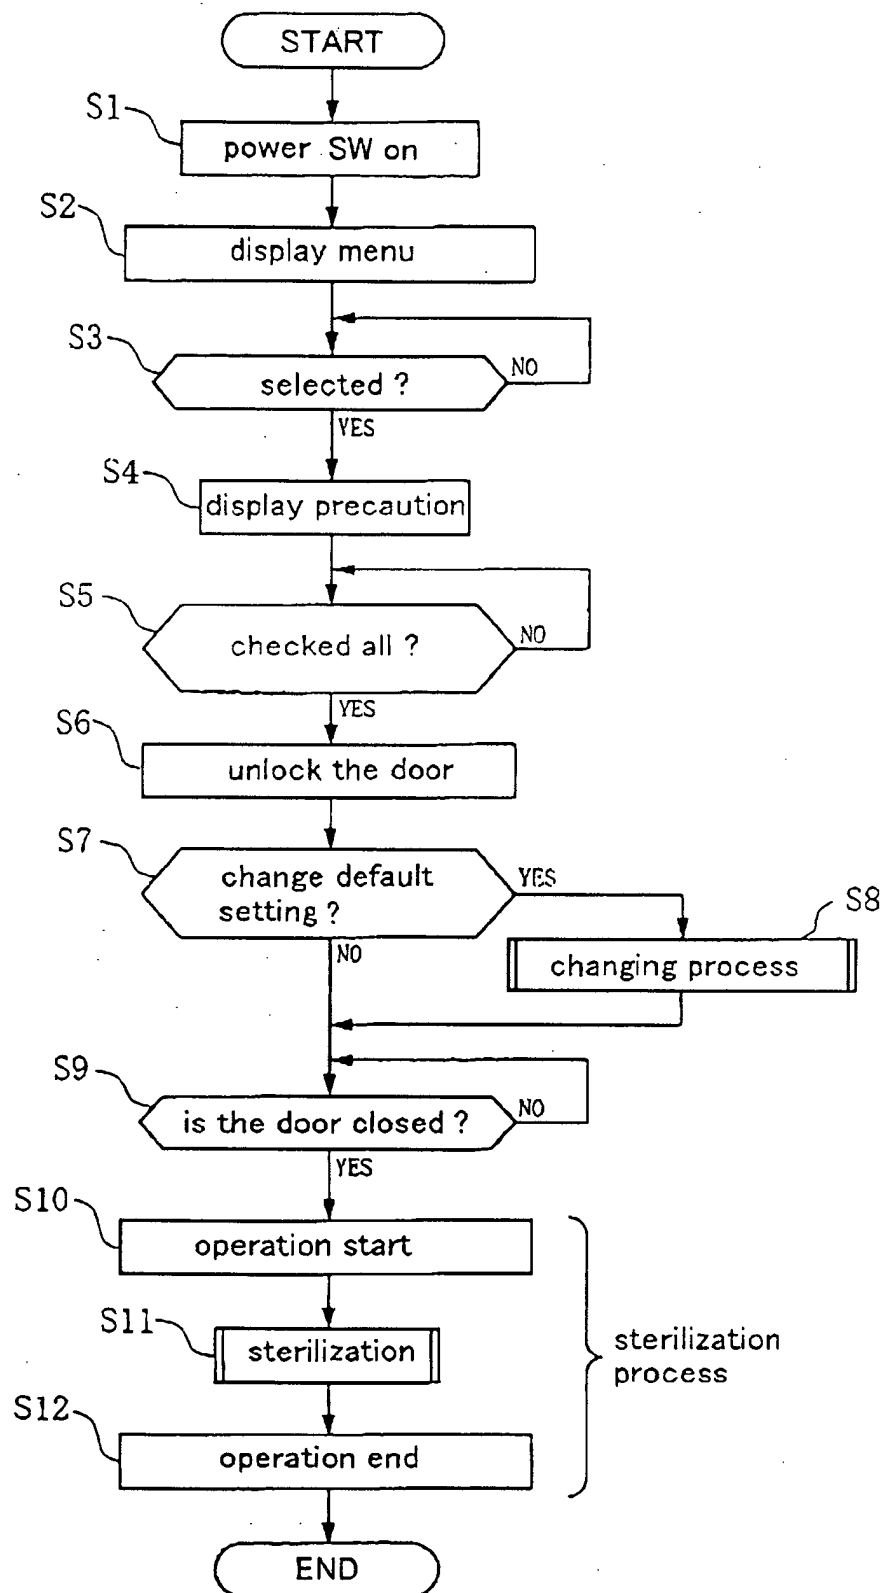 START
S1
power SW on
S2
display menu
S3
selected ?
NO
YES
S4
display precaution
S5
checked all ?
NO
YES
S6
unlock the door
S7
change default
setting ?
YES
NO
S8
changing process
S9
is the door closed ?
NO
YES
S10
operation start
S11
sterilization
S12
operation end
sterilization
process
END